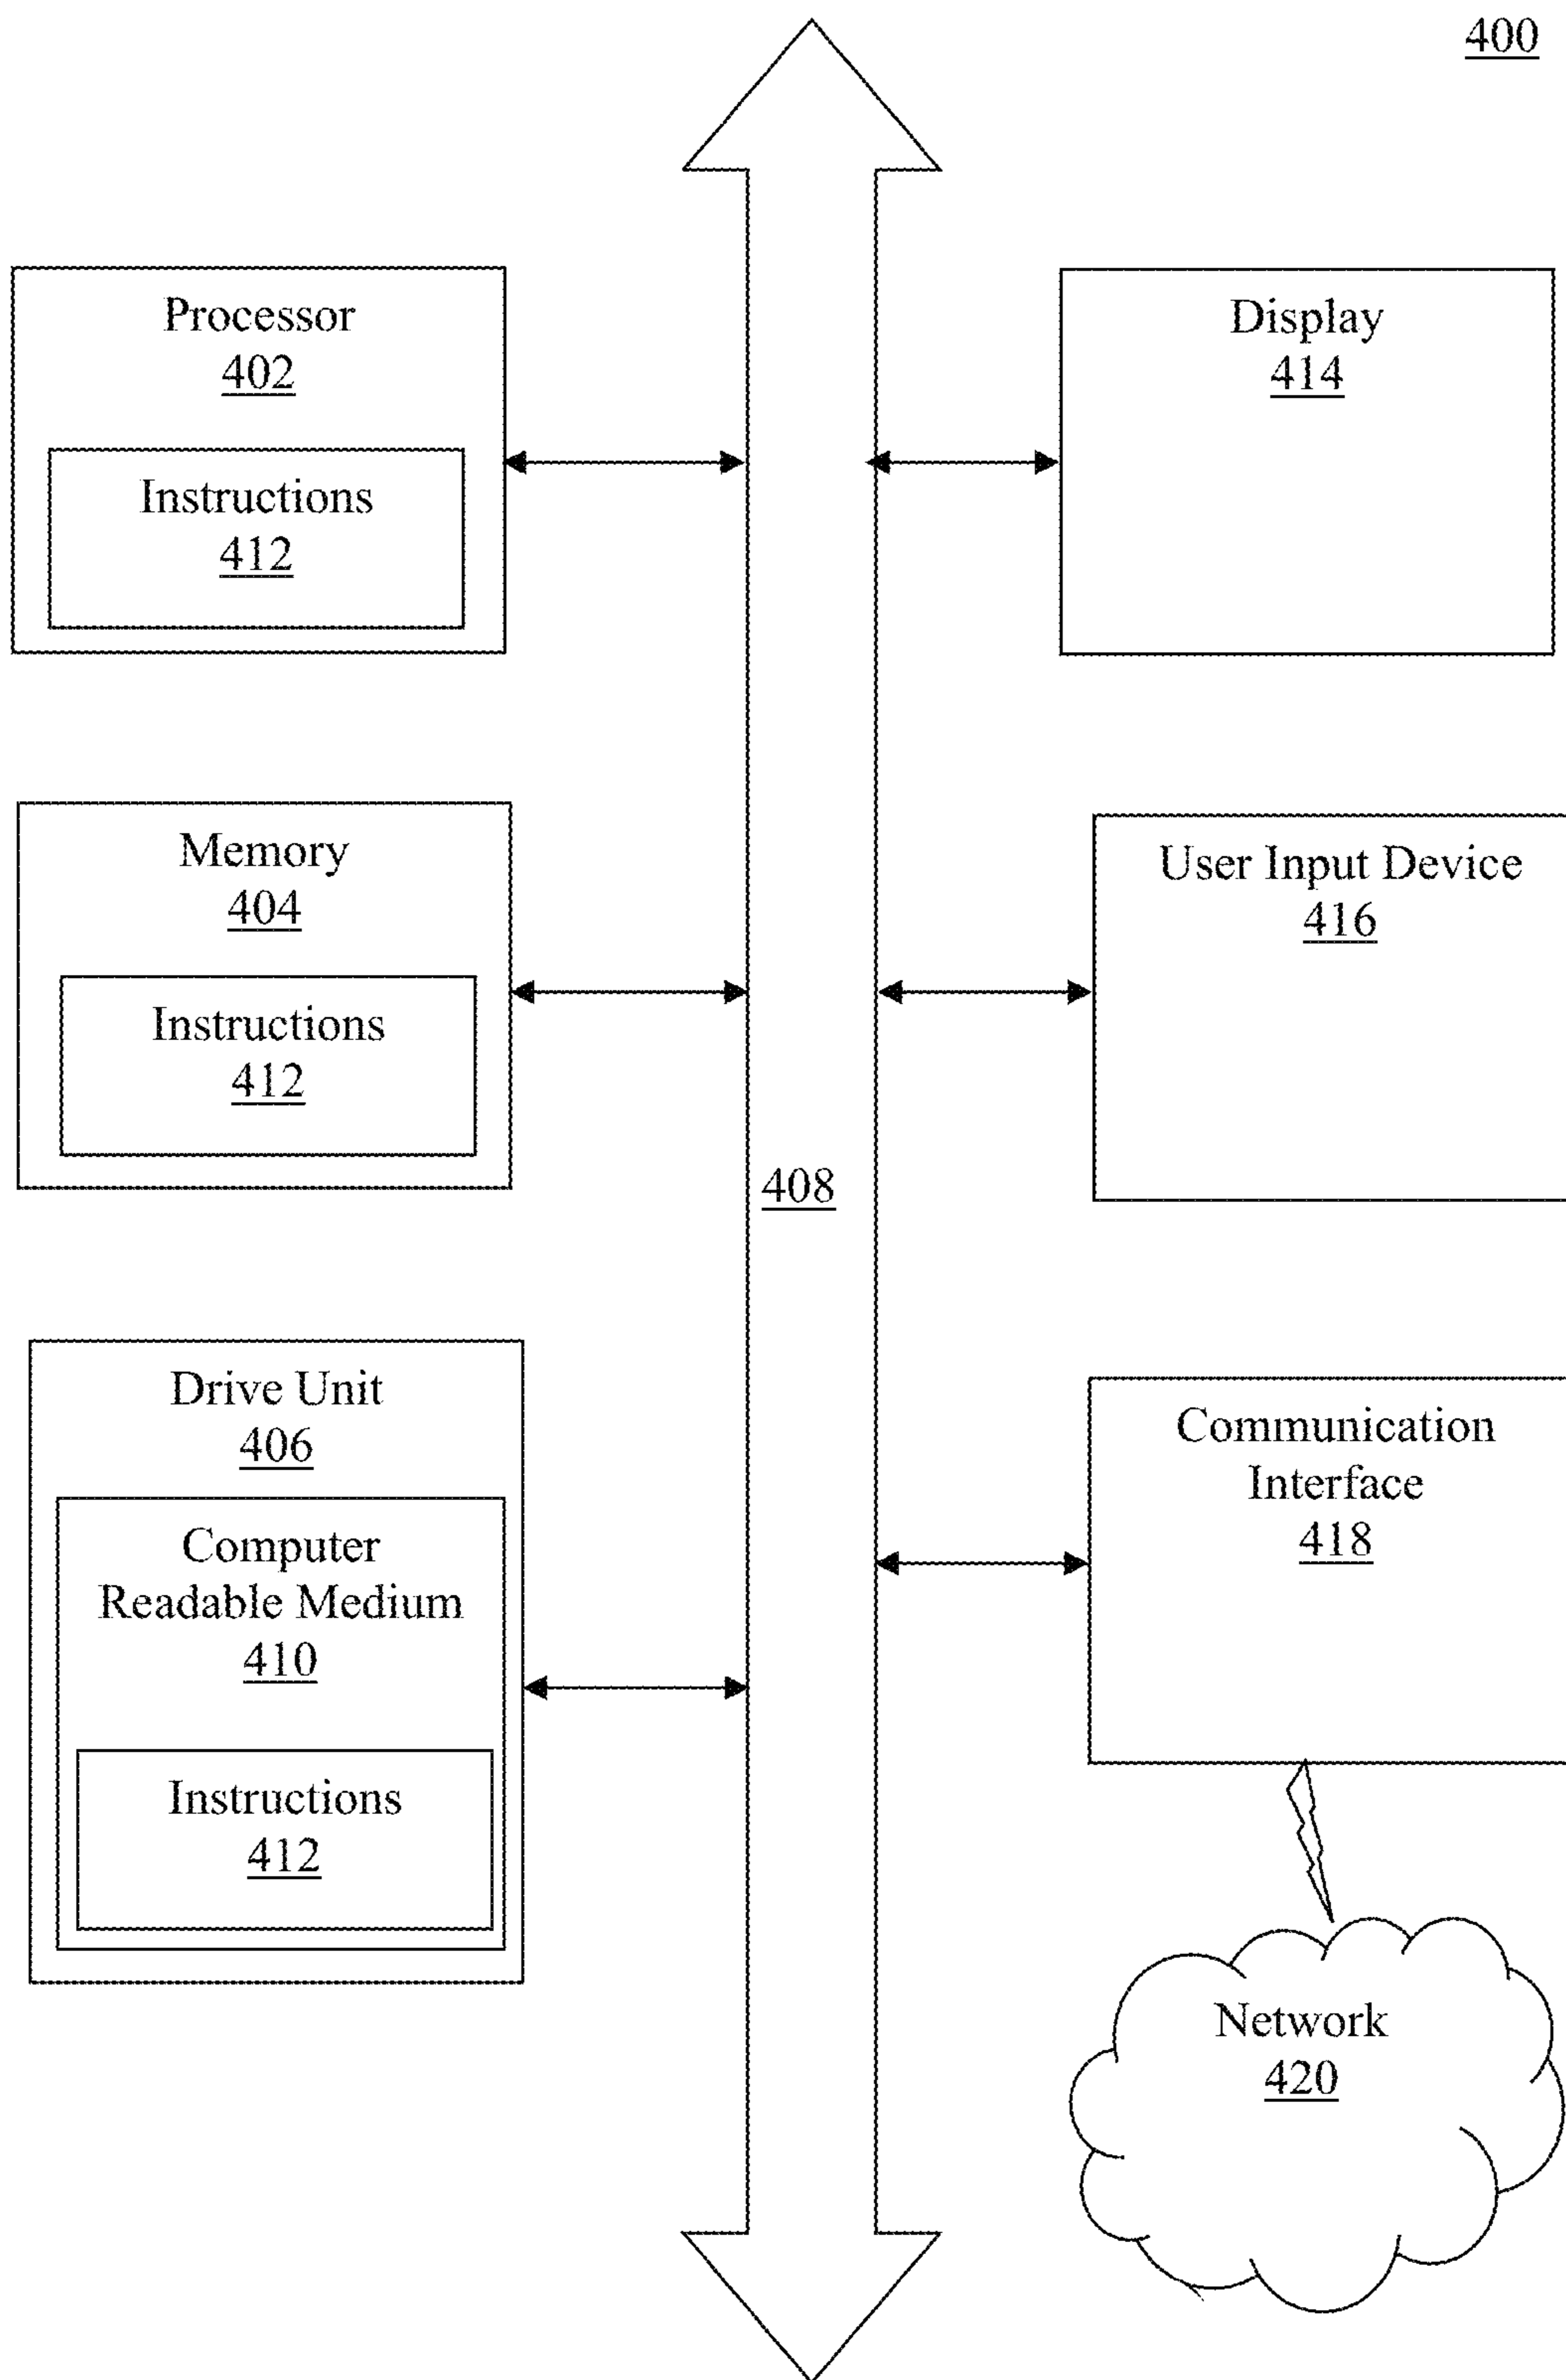 400
Processor
402
Instructions
412
Memory
404
Instructions
412
Drive Unit
406
Computer
Readable Medium
410
Instructions
412
408
Display
414
User Input Device
416
Communication
Interface
418
Network
420